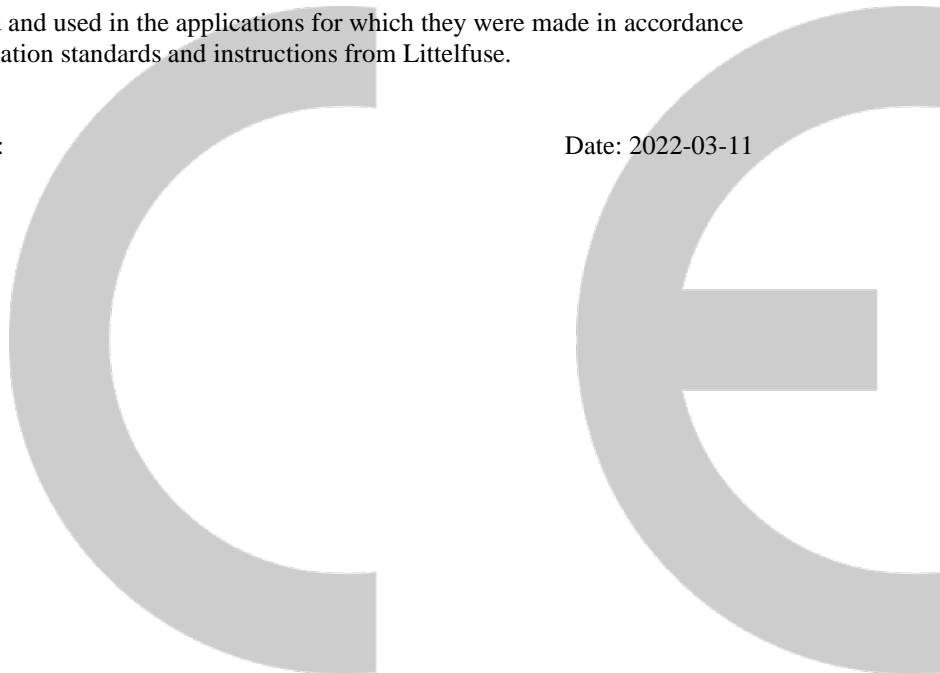 and used in the applications for which they were made in accordance
ation standards and instructions from Littelfuse.
: Date: 2022-03-11
CE